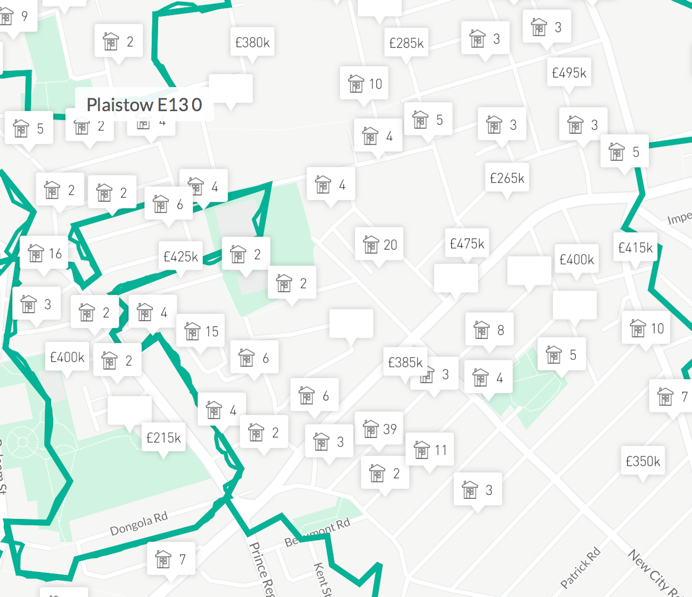 9
2
£380k
£285k
3
3
£495k
10
Plaistow E13 0
5
2
4
4
5
3
3
5
2
2
6
4
4
£265k
16
£425k
2
20
£475k
£400k
£415k
Impe
2
3
2
4
15
8
10
£400k
2
6
£385k
3
4
5
7
4
6
£215k
2
3
39
11
2
3
£350k
Dongola Rd
Beaumont Rd
7
Prince Reg
Kent St
Patrick Rd
New City Rd